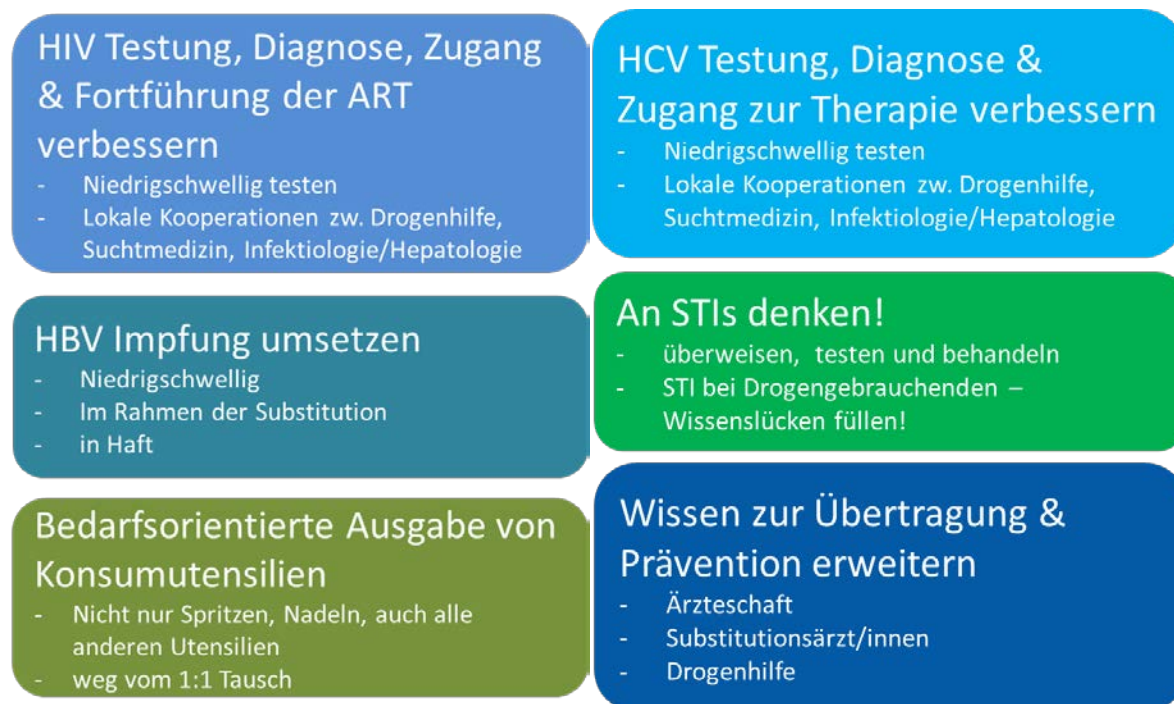 HIV Testung, Diagnose, Zugang
& Fortführung der ART
verbessern
- Niedrigschwellig testen
- Lokale Kooperationen zw. Drogenhilfe,
Suchtmedizin, Infektiologie/Hepatologie
HCV Testung, Diagnose &
Zugang zur Therapie verbessern
- Niedrigschwellig testen
- Lokale Kooperationen zw. Drogenhilfe,
Suchtmedizin, Infektiologie/Hepatologie
HBV Impfung umsetzen
- Niedrigschwellig
- Im Rahmen der Substitution
- in Haft
An STIs denken!
- überweisen, testen und behandeln
- STI bei Drogengebrauchenden –
Wissenslücken füllen!
Bedarfsorientierte Ausgabe von
Konsumutensilien
- Nicht nur Spritzen, Nadeln, auch alle
anderen Utensilien
- weg vom 1:1 Tausch
Wissen zur Übertragung &
Prävention erweitern
- Ärzteschaft
- Substitutionsärzt/innen
- Drogenhilfe